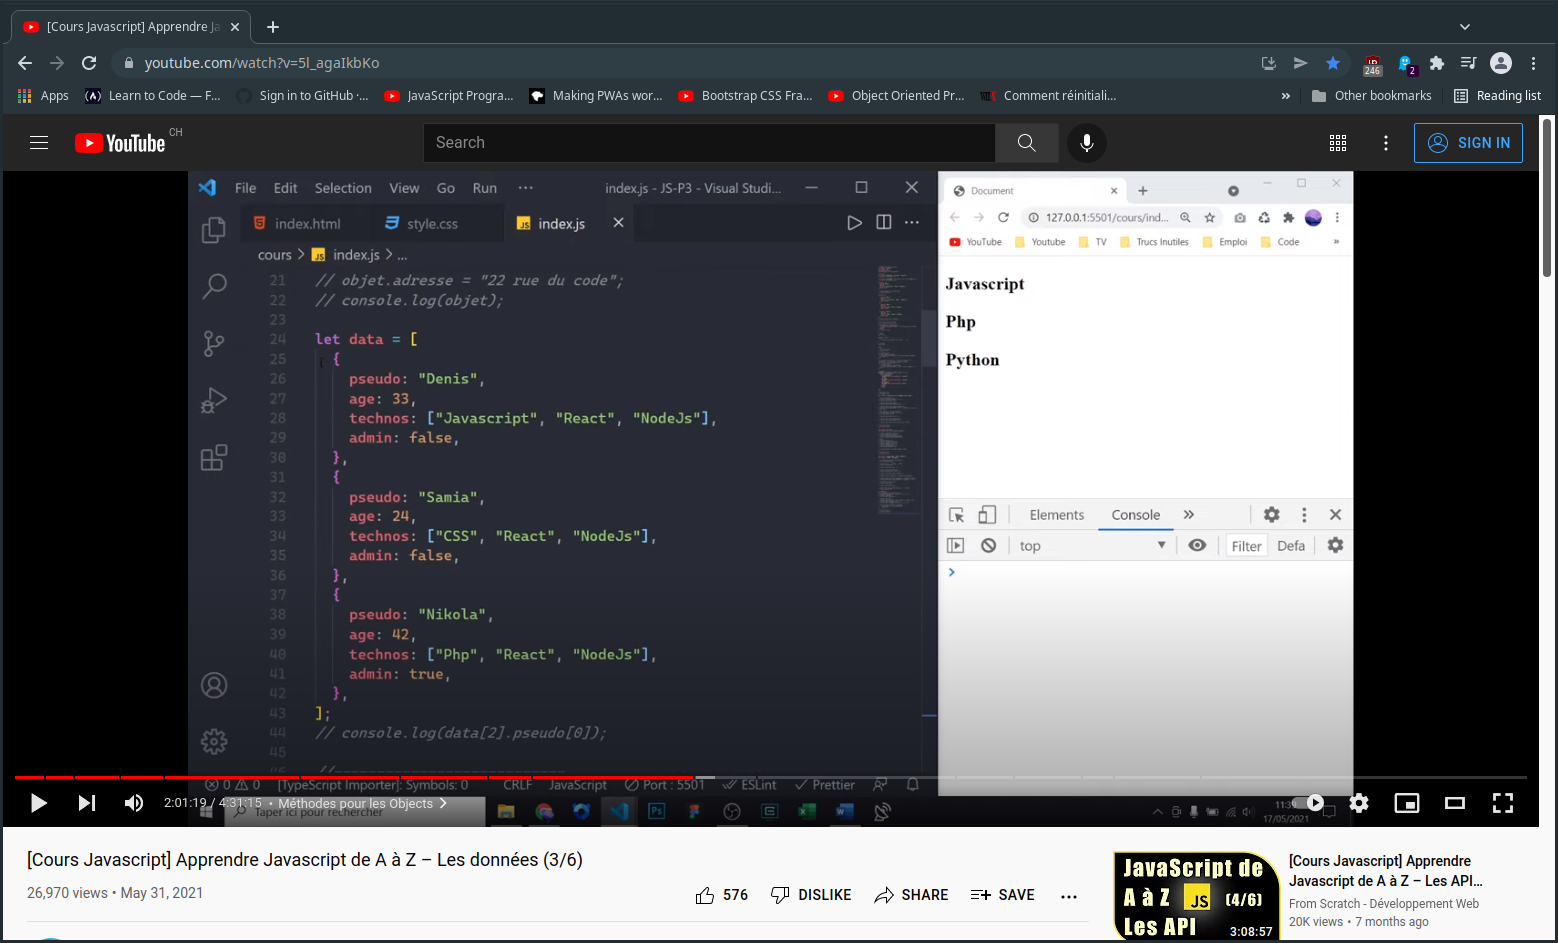 [Cours Javascript] Apprendre Ja
youtube.com/watch?v=5l_agaIkbKo
246
2
Apps
Learn to Code — F...
Sign in to GitHub ·...
JavaScript Progra...
Making PWAs wor...
Bootstrap CSS Fra...
Object Oriented Pr...
Comment réinitiali...
»
Other bookmarks
Reading list
YouTube CH
Search
SIGN IN
File Edit Selection View Go Run ···
index.js - JS-P3 - Visual Studi...
index.html
style.css
JS index.js
cours > JS index.js > ...
21 // objet.adresse = "22 rue du code";
22 // console.log(objet);
23
24 let data = [
25 {
26 pseudo: "Denis",
27 age: 33,
28 technos: ["Javascript", "React", "NodeJs"],
29 admin: false,
30 },
31 {
32 pseudo: "Samia",
33 age: 24,
34 technos: ["CSS", "React", "NodeJs"],
35 admin: false,
36 },
37 {
38 pseudo: "Nikola",
39 age: 42,
40 technos: ["Php", "React", "NodeJs"],
41 admin: true,
42 },
43 ];
44 // console.log(data[2].pseudo[0]);
45
0 0 [TypeScript Importer]: Symbols: 0 CRLF JavaScript Port : 5501 ESLint Prettier
Document
127.0.0.1:5501/cours/ind...
YouTube Youtube TV Trucs Inutiles Emploi Code »
Javascript
Php
Python
Elements Console »
top Filter Defa
2:01:19 / 4:31:15 • Méthodes pour les Objects
Taper ici pour rechercher
Ps
17/05/2021
[Cours Javascript] Apprendre Javascript de A à Z – Les données (3/6)
26,970 views • May 31, 2021
576
DISLIKE
SHARE
SAVE
JavaScript de
A à Z JS (4/6)
Les API
3:08:57
[Cours Javascript] Apprendre
Javascript de A à Z – Les API...
From Scratch - Développement Web
20K views • 7 months ago